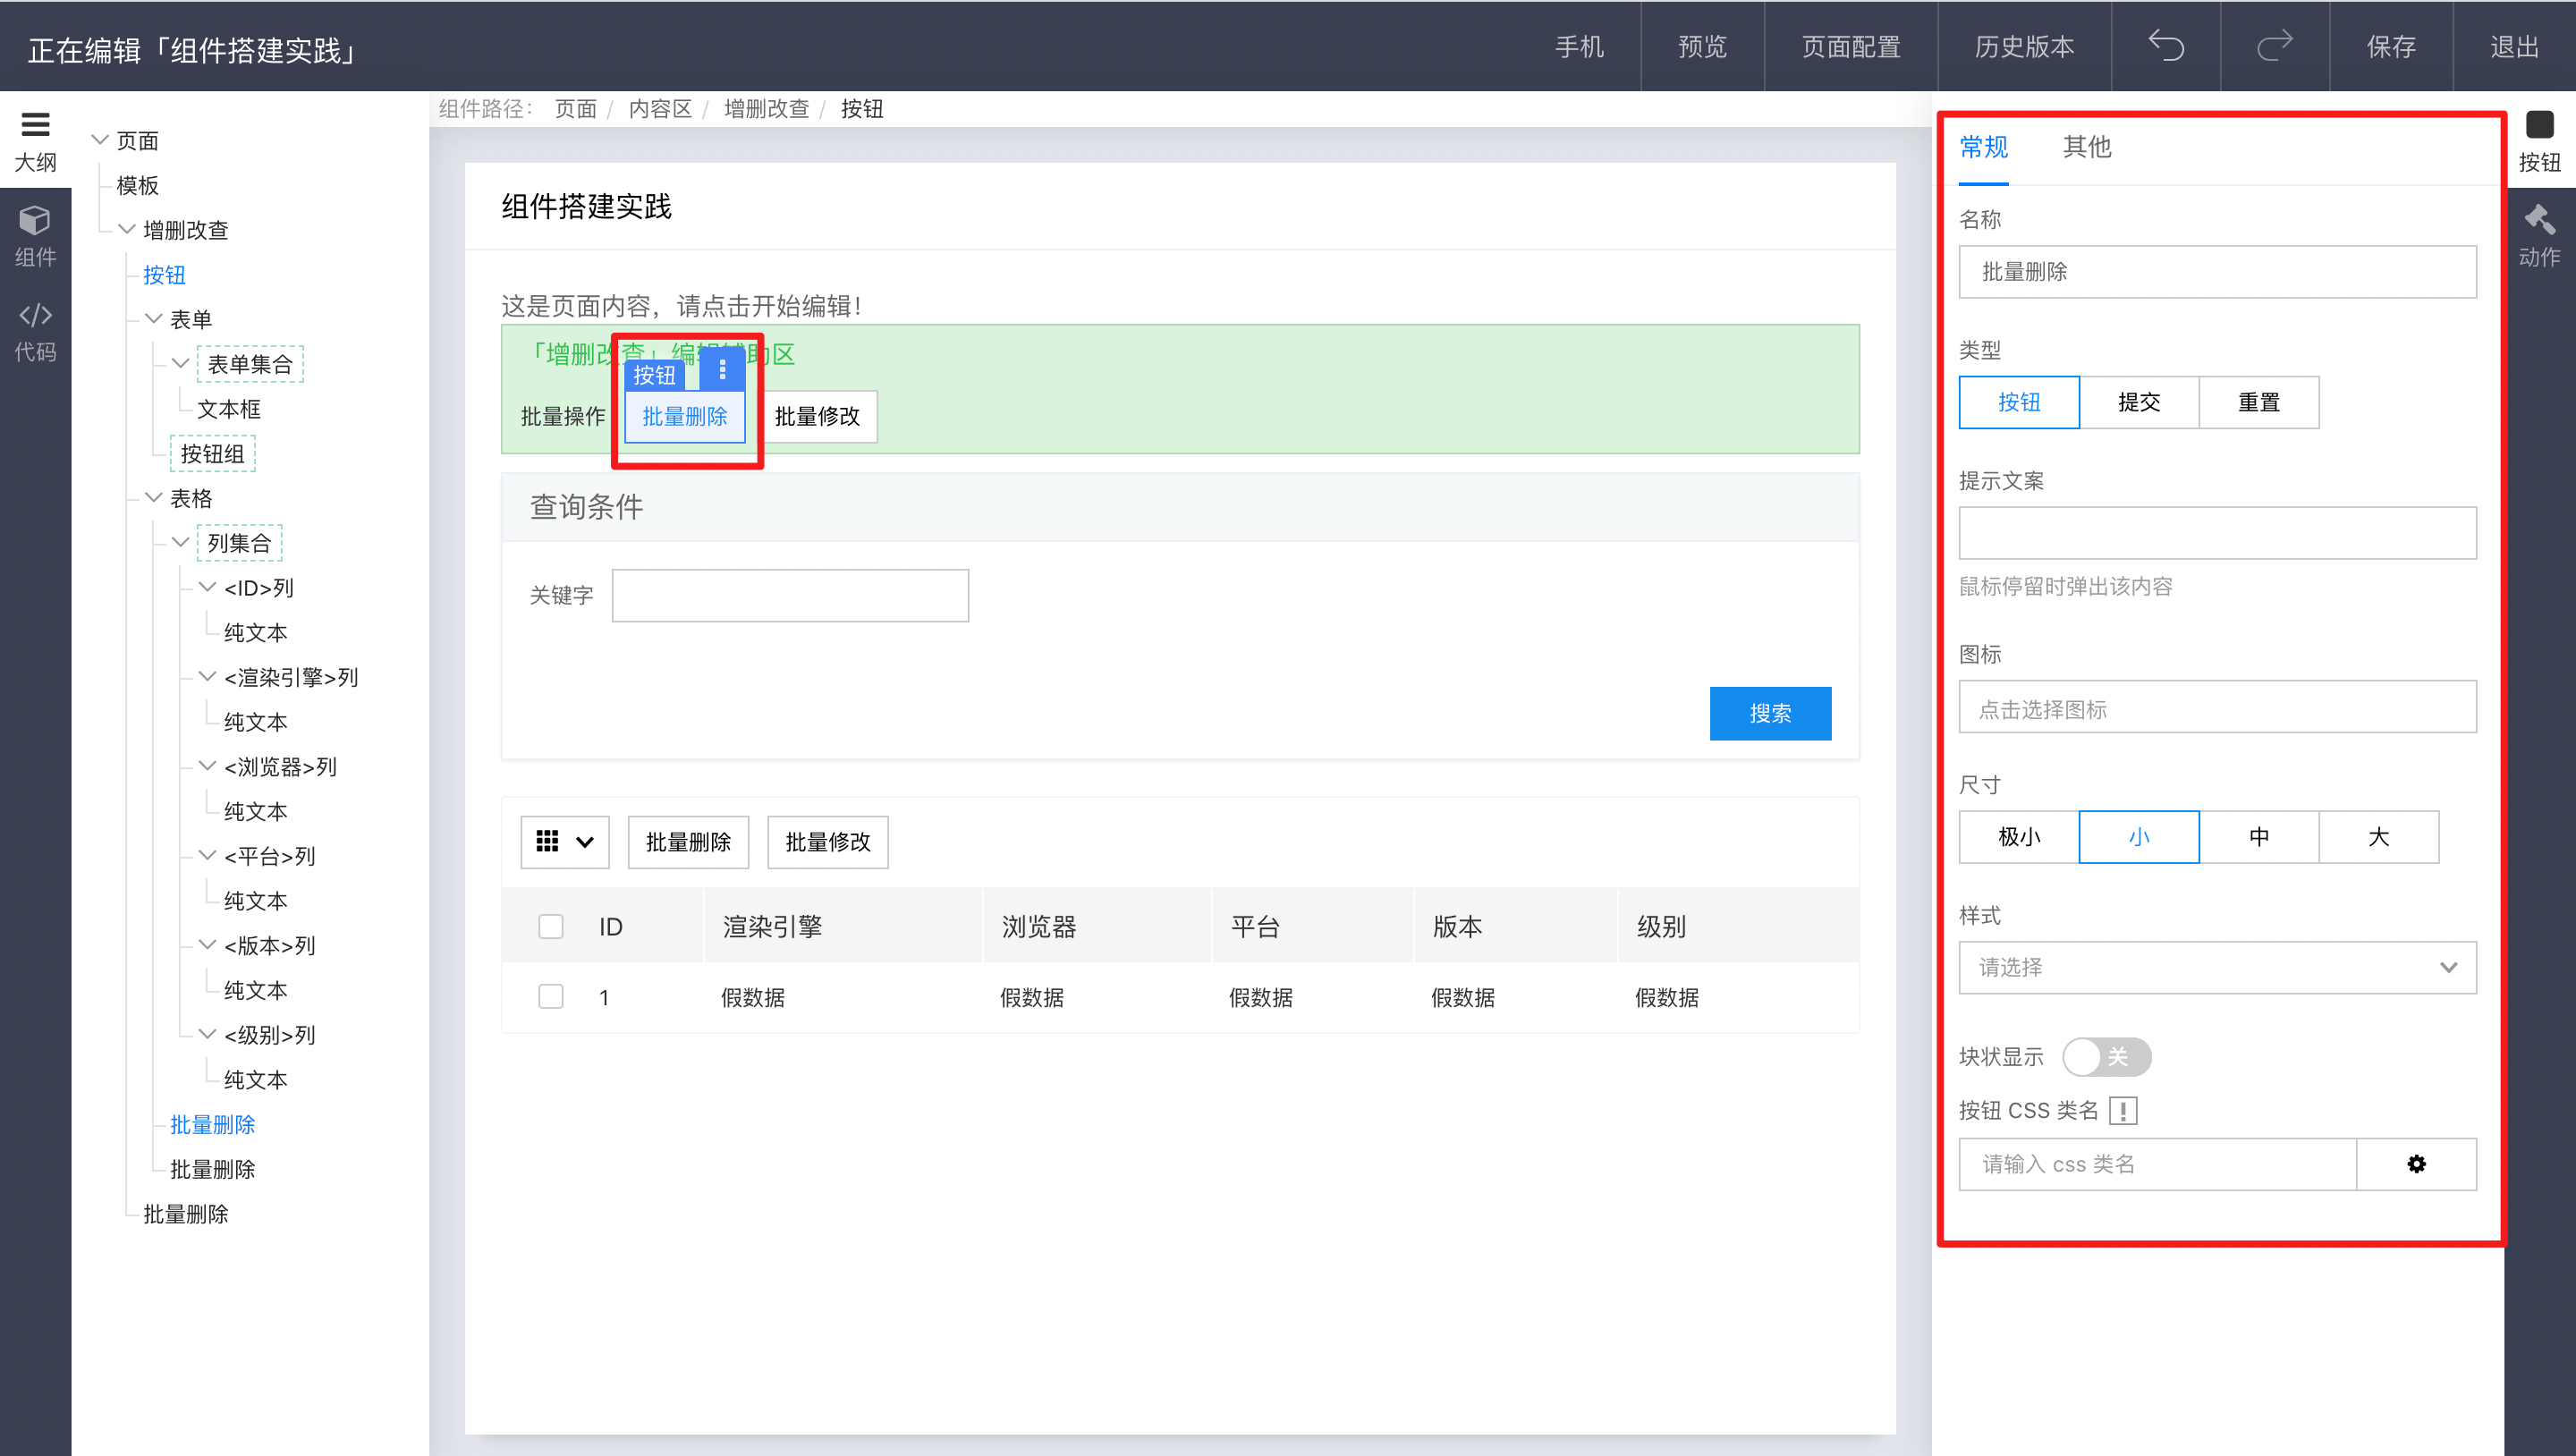 正在编辑「组件搭建实践」
手机 预览 页面配置 历史版本 保存 退出
大纲
组件
代码
页面
模板
增删改查
按钮
表单
表单集合
文本框
按钮组
表格
列集合
<ID>列
纯文本
<渲染引擎>列
纯文本
<浏览器>列
纯文本
<平台>列
纯文本
<版本>列
纯文本
<级别>列
纯文本
批量删除
批量删除
批量删除
组件路径： 页面 / 内容区 / 增删改查 / 按钮
组件搭建实践
这是页面内容，请点击开始编辑！
「增删改查」编辑辅助区
按钮
批量操作 批量删除 批量修改
查询条件
关键字
搜索
批量删除 批量修改
ID 渲染引擎 浏览器 平台 版本 级别
1 假数据 假数据 假数据 假数据 假数据
常规 其他
名称
批量删除
类型
按钮 提交 重置
提示文案
鼠标停留时弹出该内容
图标
点击选择图标
尺寸
极小 小 中 大
样式
请选择
块状显示 关
按钮 CSS 类名
请输入 css 类名
按钮
动作